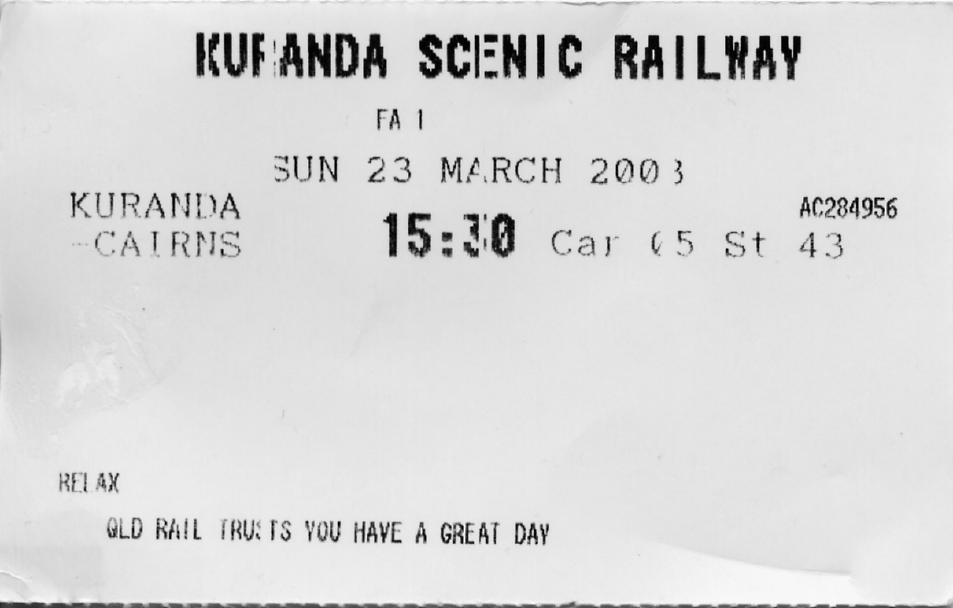 KURANDA SCENIC RAILWAY
FA 1
SUN 23 MARCH
AC284956
KURANDA
-CAIRNS 15:30 Car 05 St 43
RELAX
QLD RAIL TRUSTS YOU HAVE A GREAT DAY